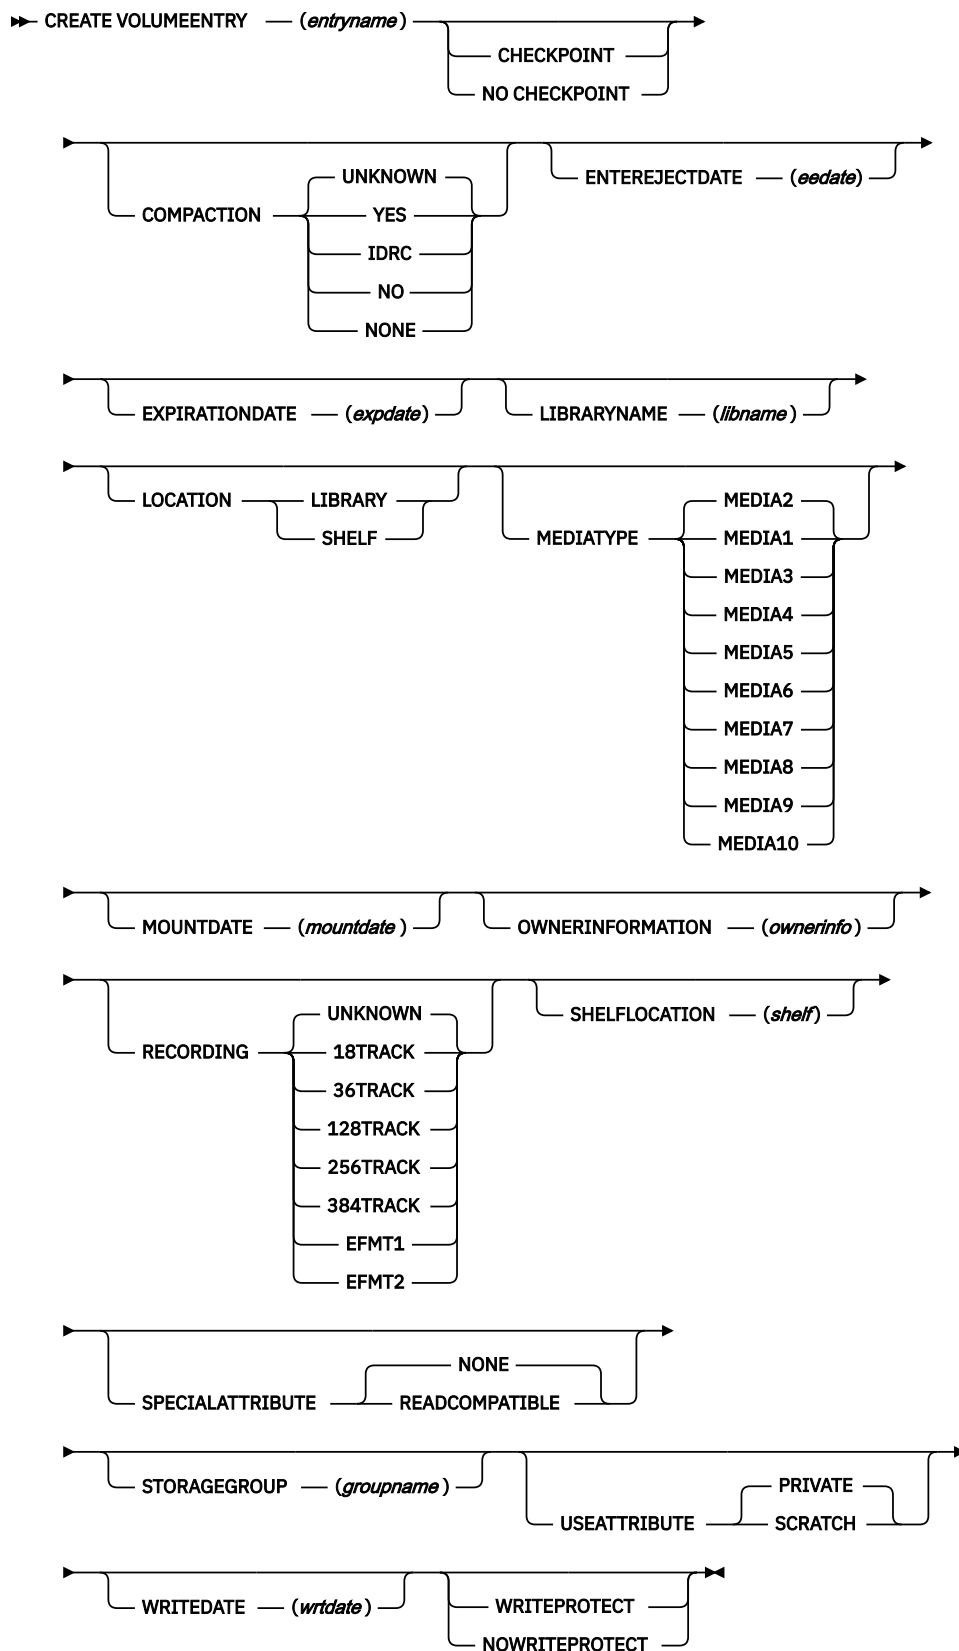 CREATE VOLUMEENTRY (entryname)
CHECKPOINT
NO CHECKPOINT
UNKNOWN
ENTEREJECTDATE (eedate)
COMPACTION YES
IDRC
NO
NONE
EXPIRATIONDATE (expdate) LIBRARYNAME (libname)
LOCATION LIBRARY MEDIA2
SHELF MEDIATYPE MEDIA1
MEDIA3
MEDIA4
MEDIA5
MEDIA6
MEDIA7
MEDIA8
MEDIA9
MEDIA10
MOUNTDATE (mountdate) OWNERINFORMATION (ownerinfo)
UNKNOWN SHELFLOCATION (shelf)
RECORDING 18TRACK
36TRACK
128TRACK
256TRACK
384TRACK
EFMT1
EFMT2
NONE
SPECIALATTRIBUTE READCOMPATIBLE
STORAGEGROUP (groupname) PRIVATE
USEATTRIBUTE SCRATCH
WRITEDATE (wrtdate) WRITEPROTECT
NOWRITEPROTECT